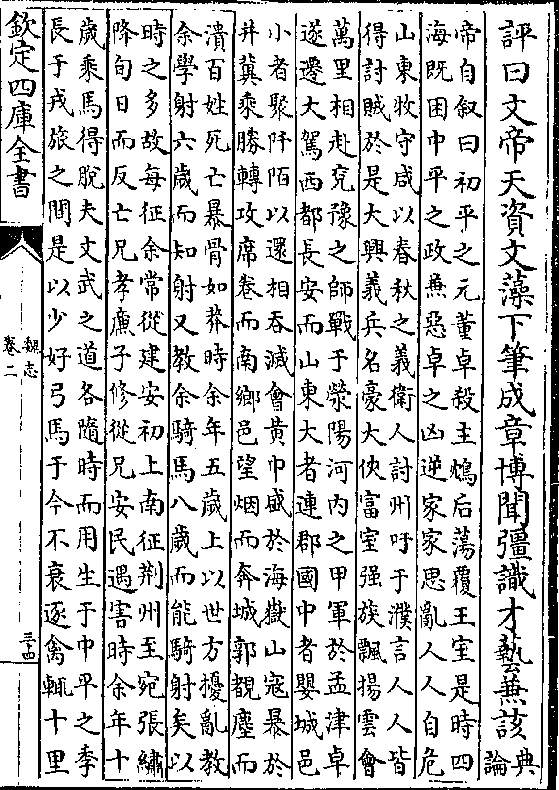 評曰文帝天資文藻下筆成章博聞彊識才藝兼該典論
帝自叙曰初平之元董卓殺主鴆后蕩覆王室是時四
海既困中平之政兼惡卓之凶逆家家思亂人人自危
山東牧守咸以春秋之義衛人討州吁于濮言人人皆
得討賊於是大興義兵名豪大俠富室强族飄揚雲會
萬里相赴兗豫之師戰于滎陽河内之甲軍於孟津卓
遂遷大駕西都長安而山東大者連郡國中者嬰城邑
小者聚阡陌以還相吞滅會黄巾盛於海嶽山寇暴於
并冀乘勝轉攻席卷而南鄉邑望烟而奔城郭覩塵而
潰百姓死亡暴骨如莽時余年五歲上以世方擾亂教
余學射六歲而知射又教余騎馬八歲而能騎射矣以
時之多故每征余常從建安初上南征荆州至宛張繡
降旬日而反亡兄孝廉子修從兄安民遇害時余年十
歲乘馬得脫夫文武之道各隨時而用生于中平之季
長于戎旅之間是以少好弓馬于今不衰逐禽輒十里
欽定四庫全書
魏志
卷二
三十四